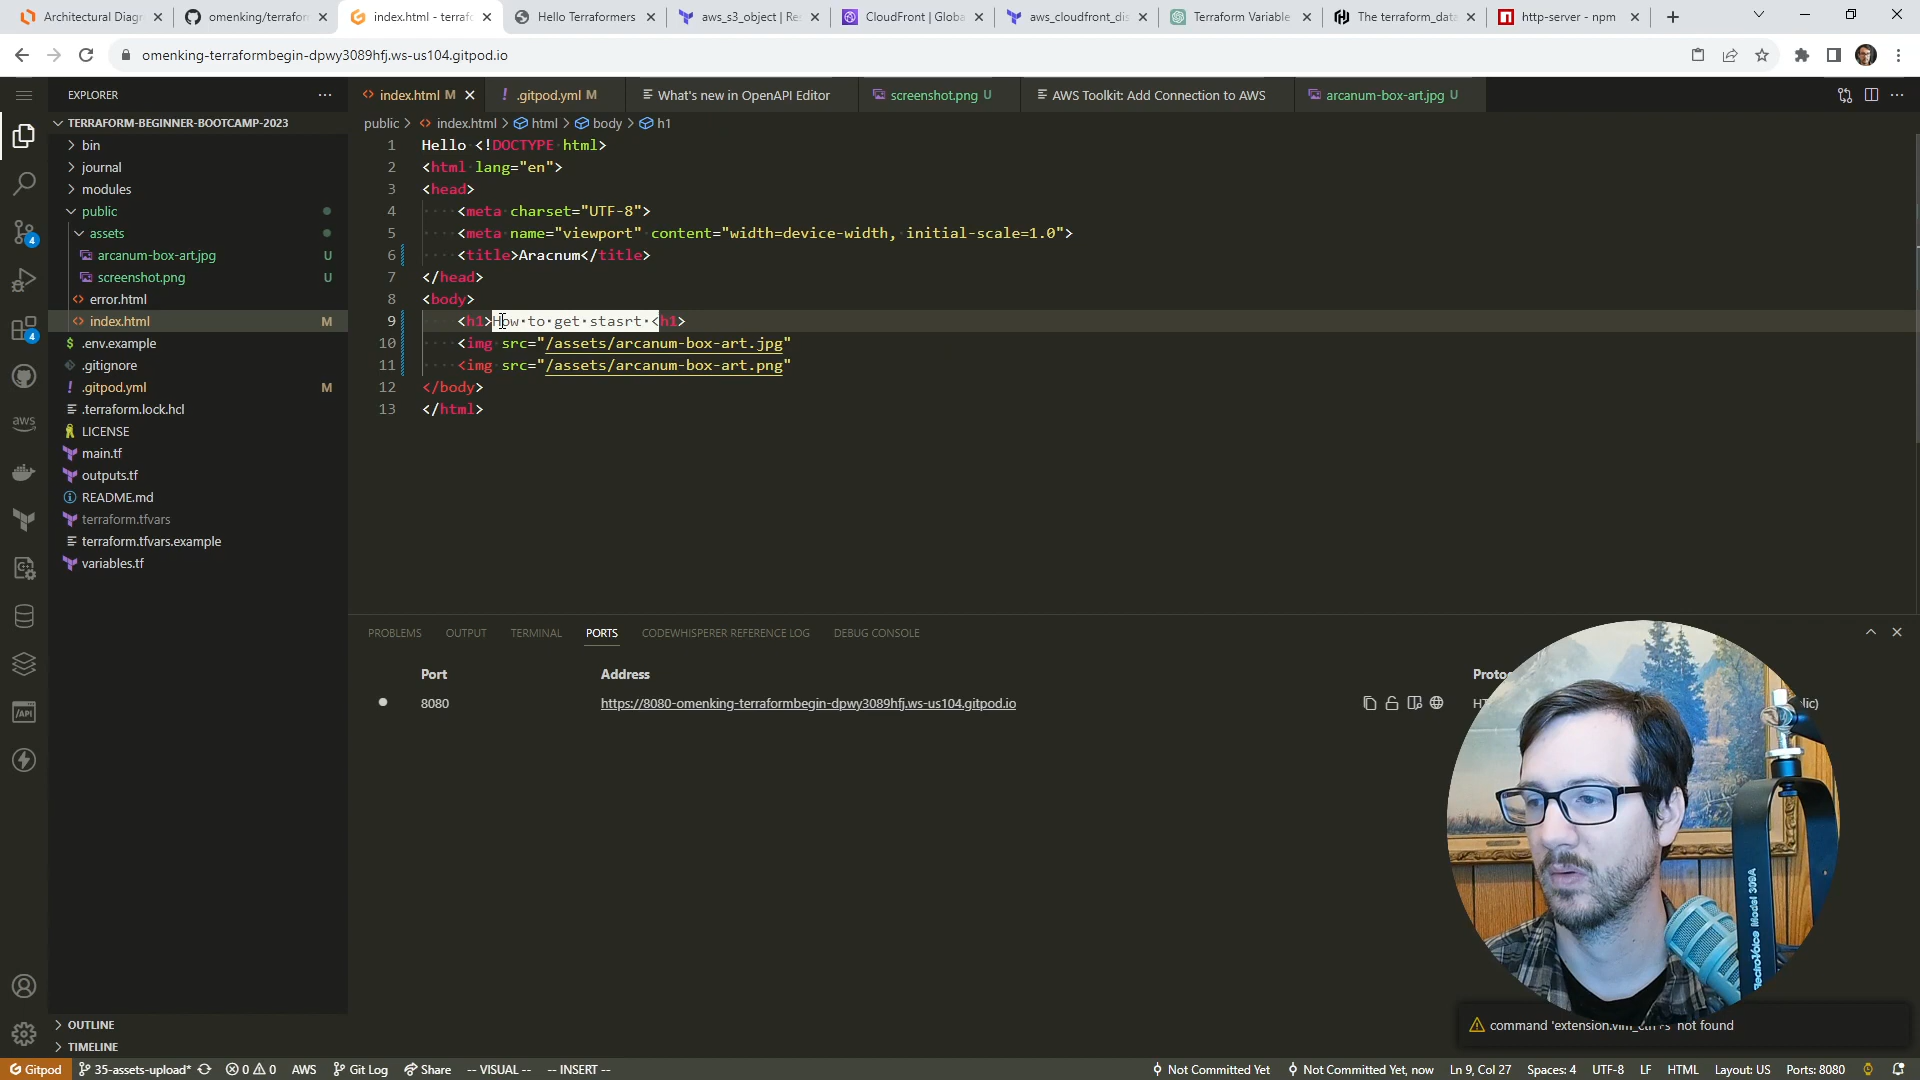 Architectural Diagr
omenking/terraforn
index.html - terrafo
Hello Terraformers
aws_s3_object | Res
CloudFront | Globa
aws_cloudfront_dis
Terraform Variable
The terraform_data
http-server - npm
omenking-terraformbegin-dpwy3089hfj.ws-us104.gitpod.io
EXPLORER
index.html M
.gitpod.yml M
What's new in OpenAPI Editor
screenshot.png U
AWS Toolkit: Add Connection to AWS
arcanum-box-art.jpg U
TERRAFORM-BEGINNER-BOOTCAMP-2023
bin
journal
modules
public
assets
arcanum-box-art.jpg U
screenshot.png U
error.html
index.html M
.env.example
.gitignore
.gitpod.yml M
.terraform.lock.hcl
LICENSE
main.tf
outputs.tf
README.md
terraform.tfvars
terraform.tfvars.example
variables.tf
OUTLINE
TIMELINE
public > index.html > html > body > h1
1 Hello <!DOCTYPE html>
2 <html lang="en">
3 <head>
4 <meta charset="UTF-8">
5 <meta name="viewport" content="width=device-width, initial-scale=1.0">
6 <title>Aracnum</title>
7 </head>
8 <body>
9 <h1>How to get stasrt <h1>
10 <img src="/assets/arcanum-box-art.jpg"
11 <img src="/assets/arcanum-box-art.png"
12 </body>
13 </html>
PROBLEMS OUTPUT TERMINAL PORTS CODEWHISPERER REFERENCE LOG DEBUG CONSOLE
Port Address
8080 https://8080-omenking-terraformbegin-dpwy3089hfj.ws-us104.gitpod.io
ElectroVoice Model 309A
not found
Gitpod 35-assets-upload* 0 0 AWS Git Log Share -- VISUAL -- -- INSERT -- Not Committed Yet Not Committed Yet, now Ln 9, Col 27 Spaces: 4 UTF-8 LF HTML Layout: US Ports: 8080